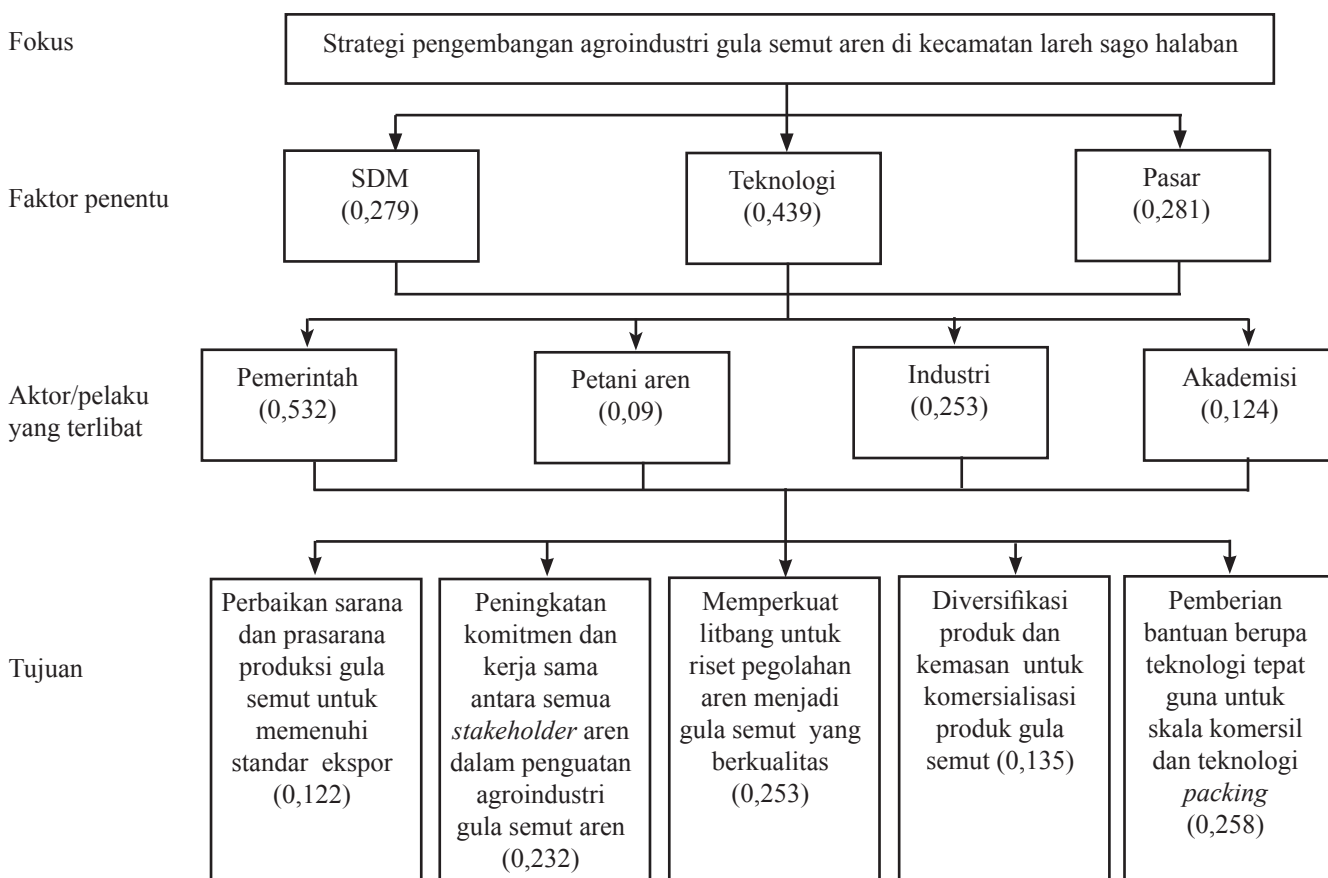 Fokus
Strategi pengembangan agroindustri gula semut aren di kecamatan lareh sago halaban
Faktor penentu
SDM
(0,279)
Teknologi
(0,439)
Pasar
(0,281)
Aktor/pelaku
yang terlibat
Pemerintah
(0,532)
Petani aren
(0,09)
Industri
(0,253)
Akademisi
(0,124)
Tujuan
Perbaikan sarana
dan prasarana
produksi gula
semut untuk
memenuhi
standar ekspor
(0,122)
Peningkatan
komitmen dan
kerja sama
antara semua
stakeholder aren
dalam penguatan
agroindustri
gula semut aren
(0,232)
Memperkuat
litbang untuk
riset pegolahan
aren menjadi
gula semut yang
berkualitas
(0,253)
Diversifikasi
produk dan
kemasan untuk
komersialisasi
produk gula
semut (0,135)
Pemberian
bantuan berupa
teknologi tepat
guna untuk
skala komersil
dan teknologi
packing
(0,258)